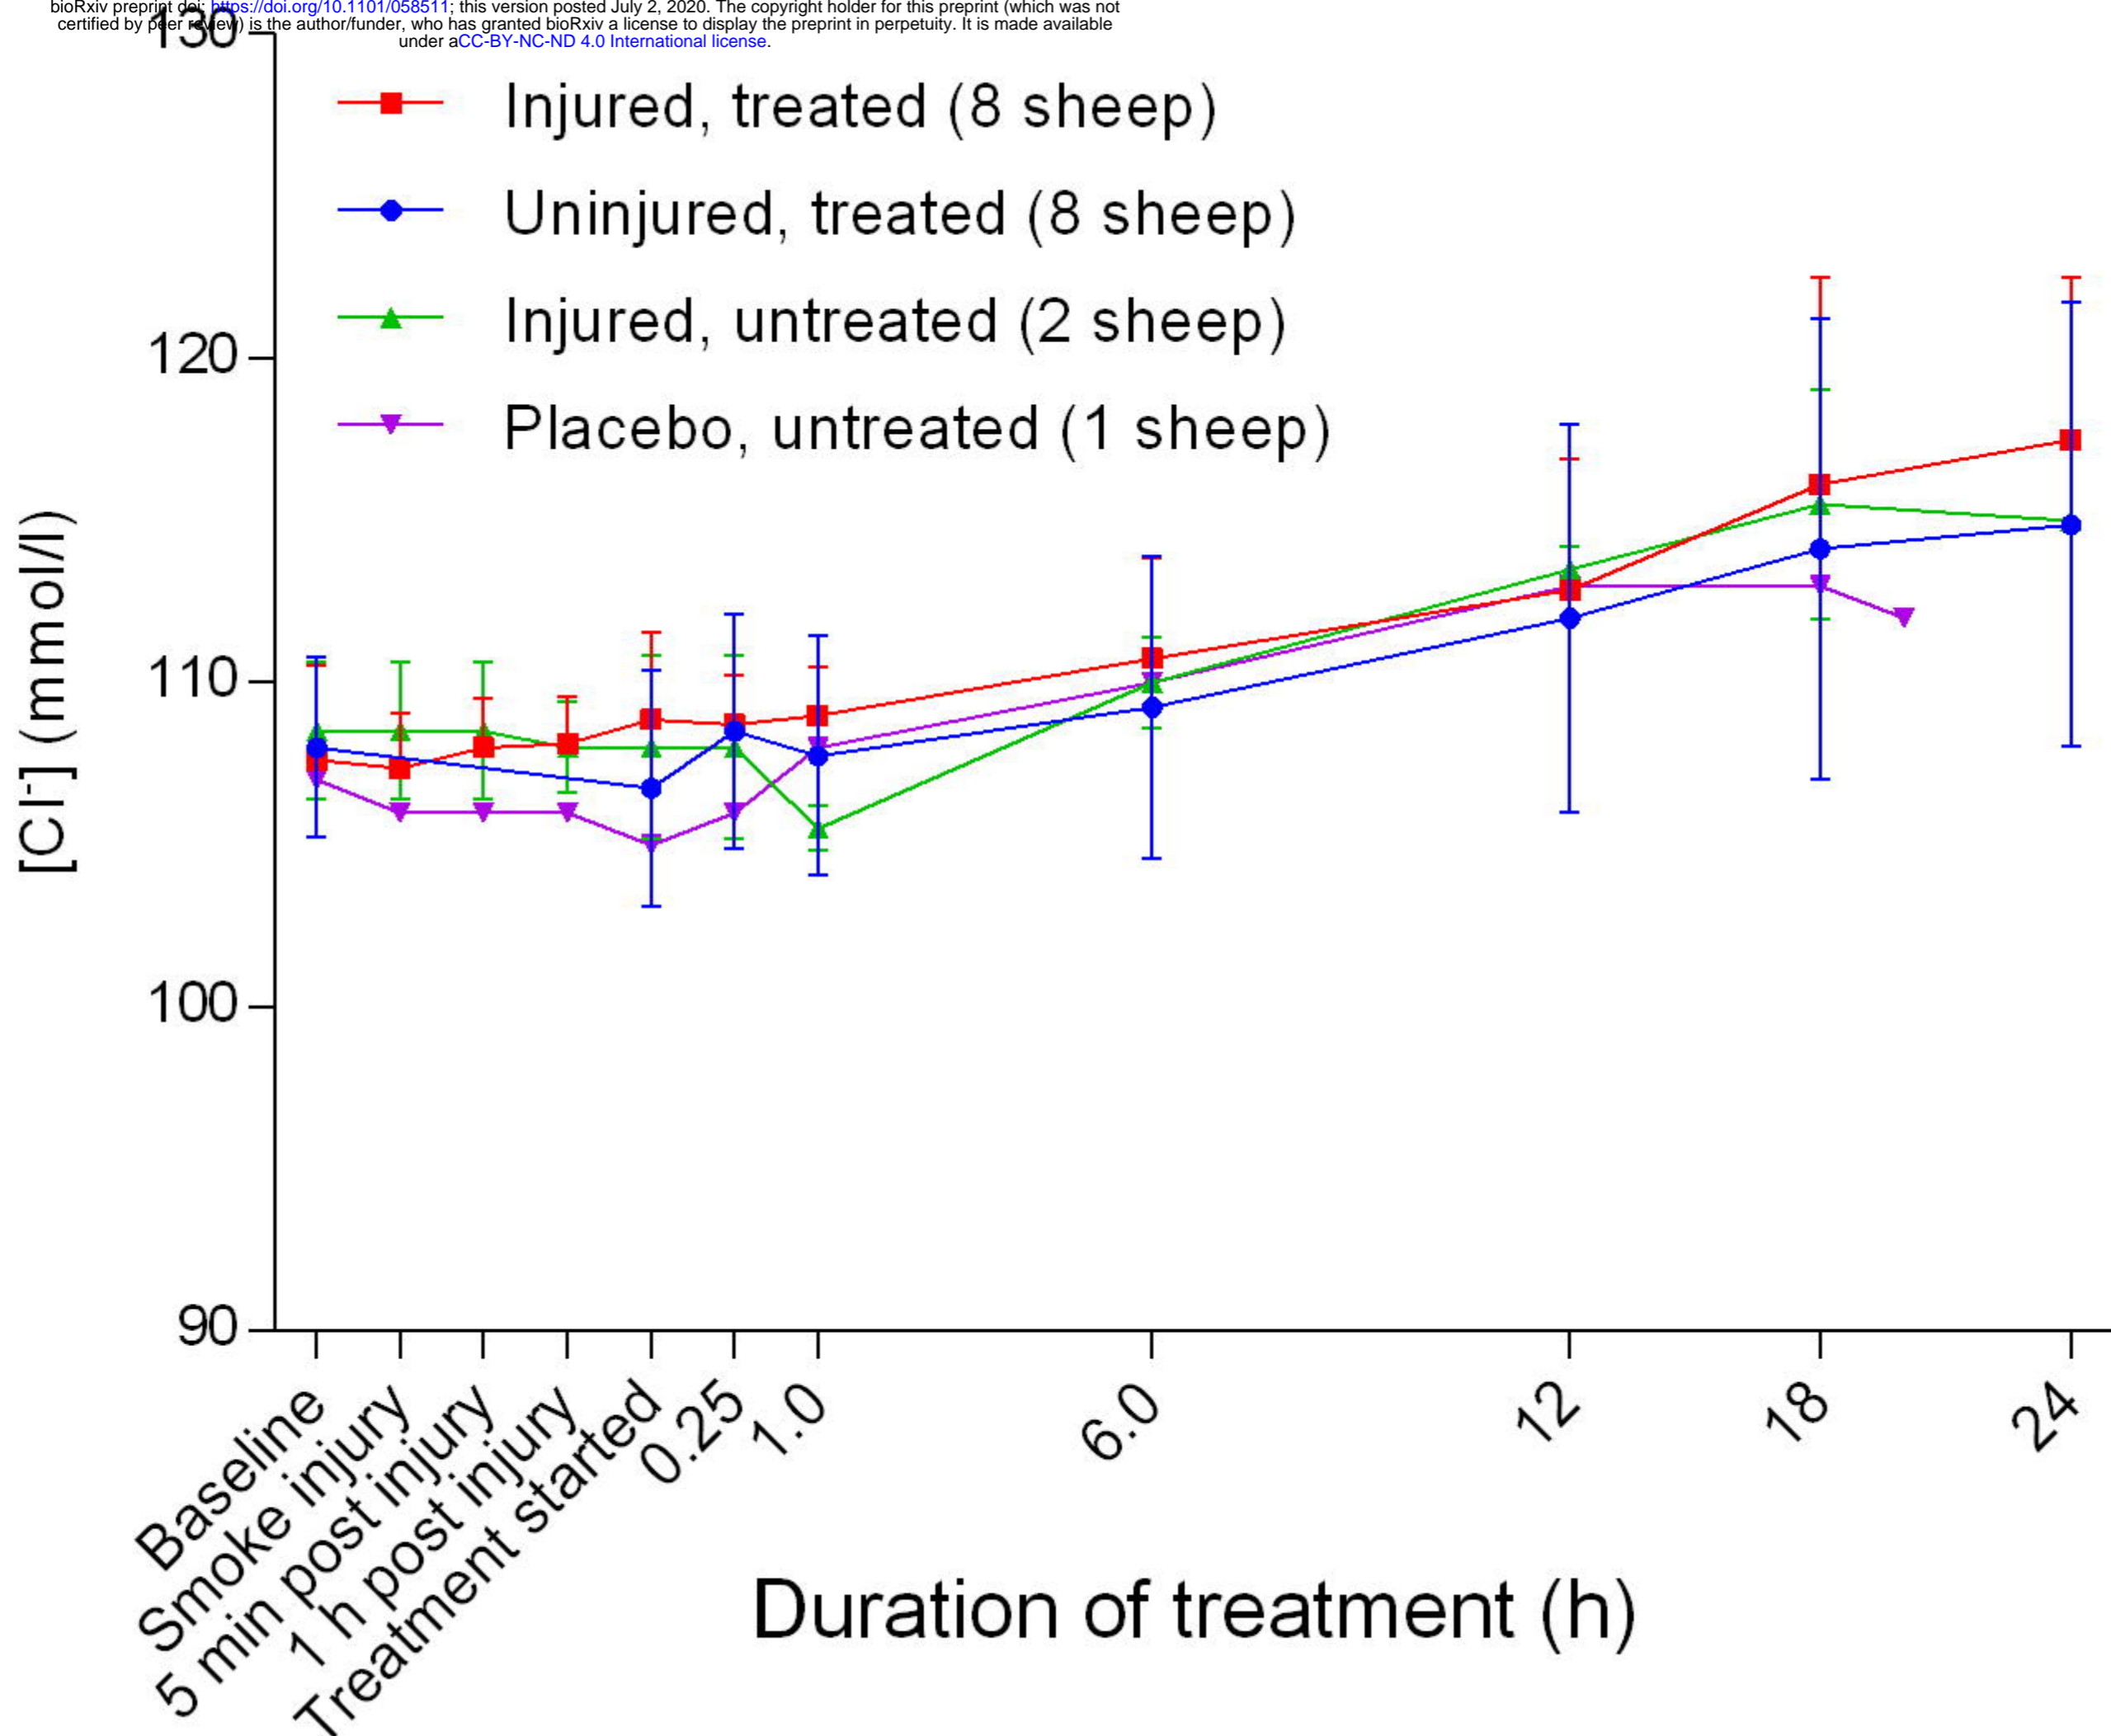 bioRxiv preprint doi: https://doi.org/10.1101/058511; this version posted July 2, 2020. The copyright holder for this preprint (which was not
certified by peer review) is the author/funder, who has granted bioRxiv a license to display the preprint in perpetuity. It is made available
under aCC-BY-NC-ND 4.0 International license.
130
Injured, treated (8 sheep)
Uninjured, treated (8 sheep)
Injured, untreated (2 sheep)
Placebo, untreated (1 sheep)
120
110
100
90
[Cl-] (mmol/l)
Baseline
Smoke injury
5 min post injury
1 h post injury
Treatment started
0.25
1.0
6.0
12
18
24
Duration of treatment (h)